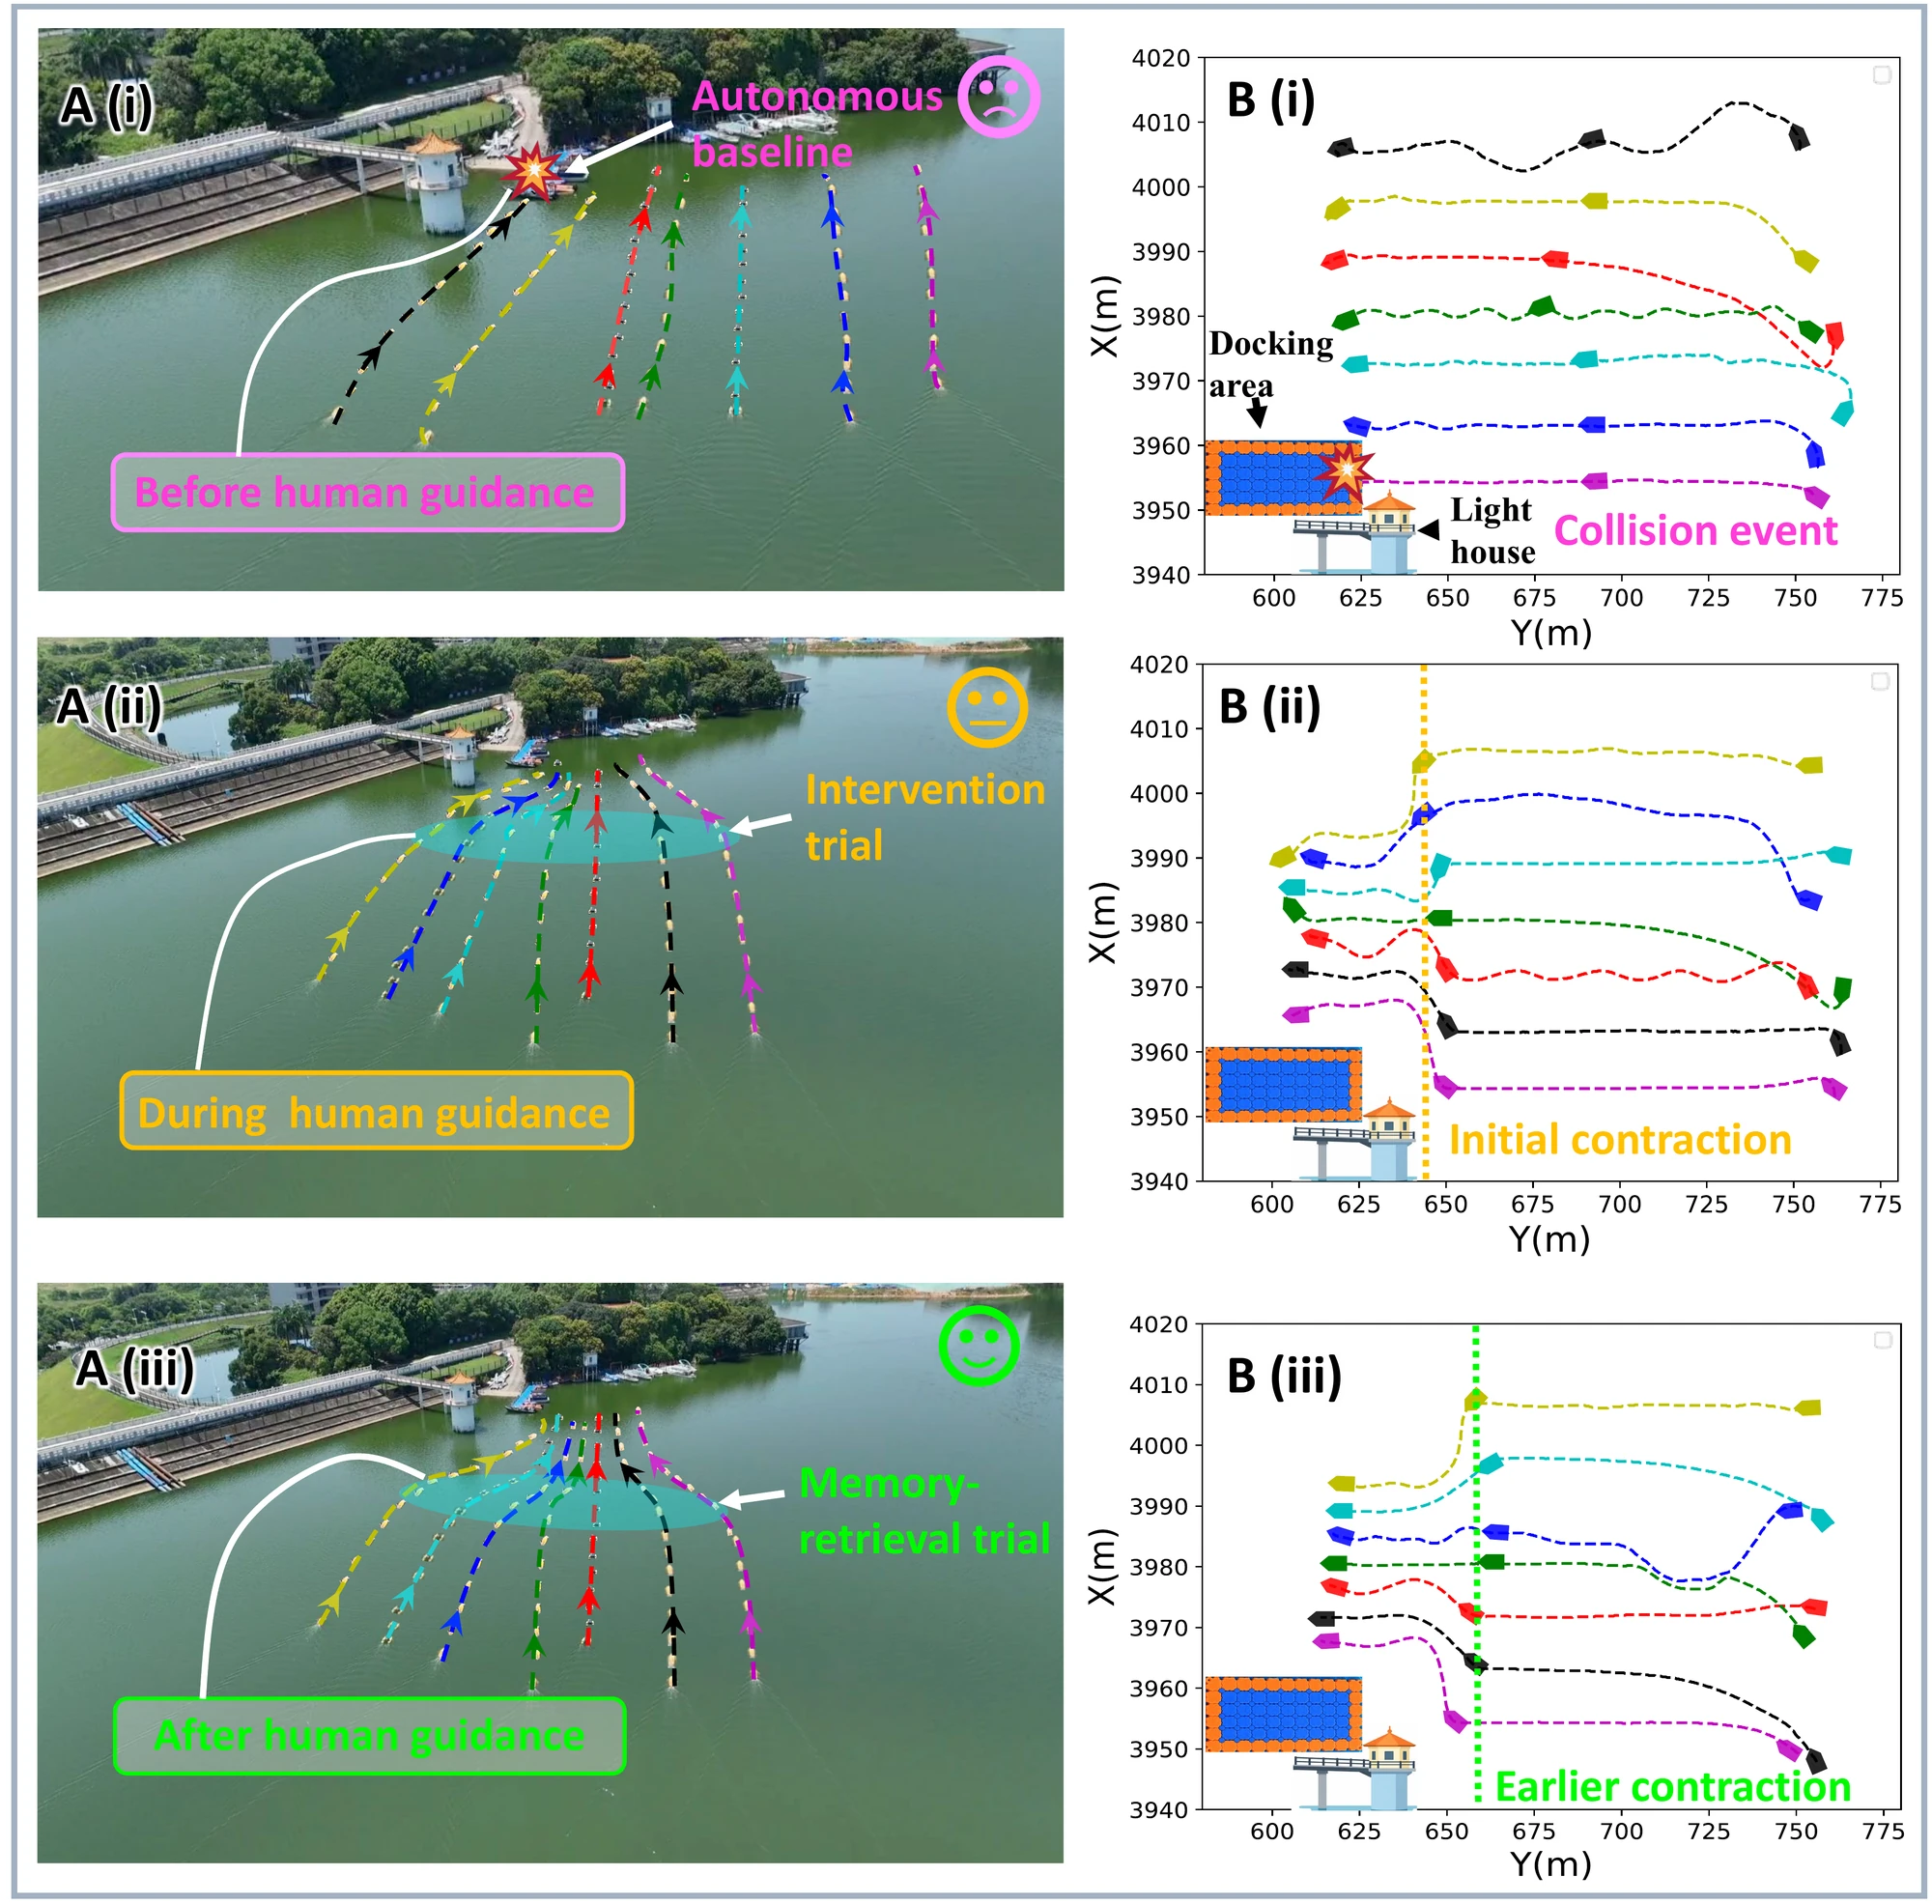 A (i)
Autonomous
baseline
Before human guidance
B (i)
4020
4010
4000
3990
3980
3970
3960
3950
3940
X(m)
Docking
area
Light
house
Collision event
600 625 650 675 700 725 750 775
Y(m)
A (ii)
Intervention
trial
During human guidance
B (ii)
4020
4010
4000
3990
3980
3970
3960
3950
3940
X(m)
Initial contraction
600 625 650 675 700 725 750 775
Y(m)
A (iii)
Memory-
retrieval trial
After human guidance
B (iii)
4020
4010
4000
3990
3980
3970
3960
3950
3940
X(m)
Earlier contraction
600 625 650 675 700 725 750 775
Y(m)